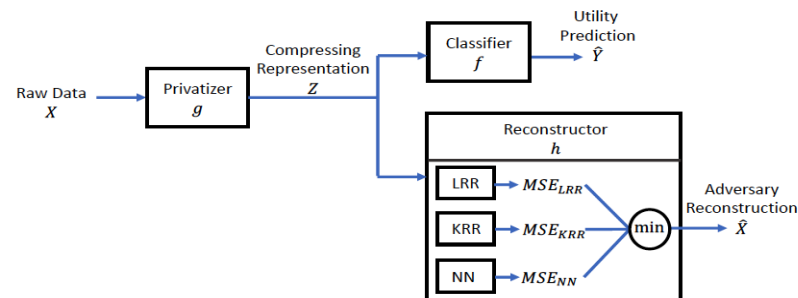 Raw Data
X
Privatizer
g
Compressing
Representation
Z
Classifier
f
Utility
Prediction
Ŷ
Reconstructor
h
LRR
MSE_LRR
KRR
MSE_KRR
NN
MSE_NN
min
Adversary
Reconstruction
X̂